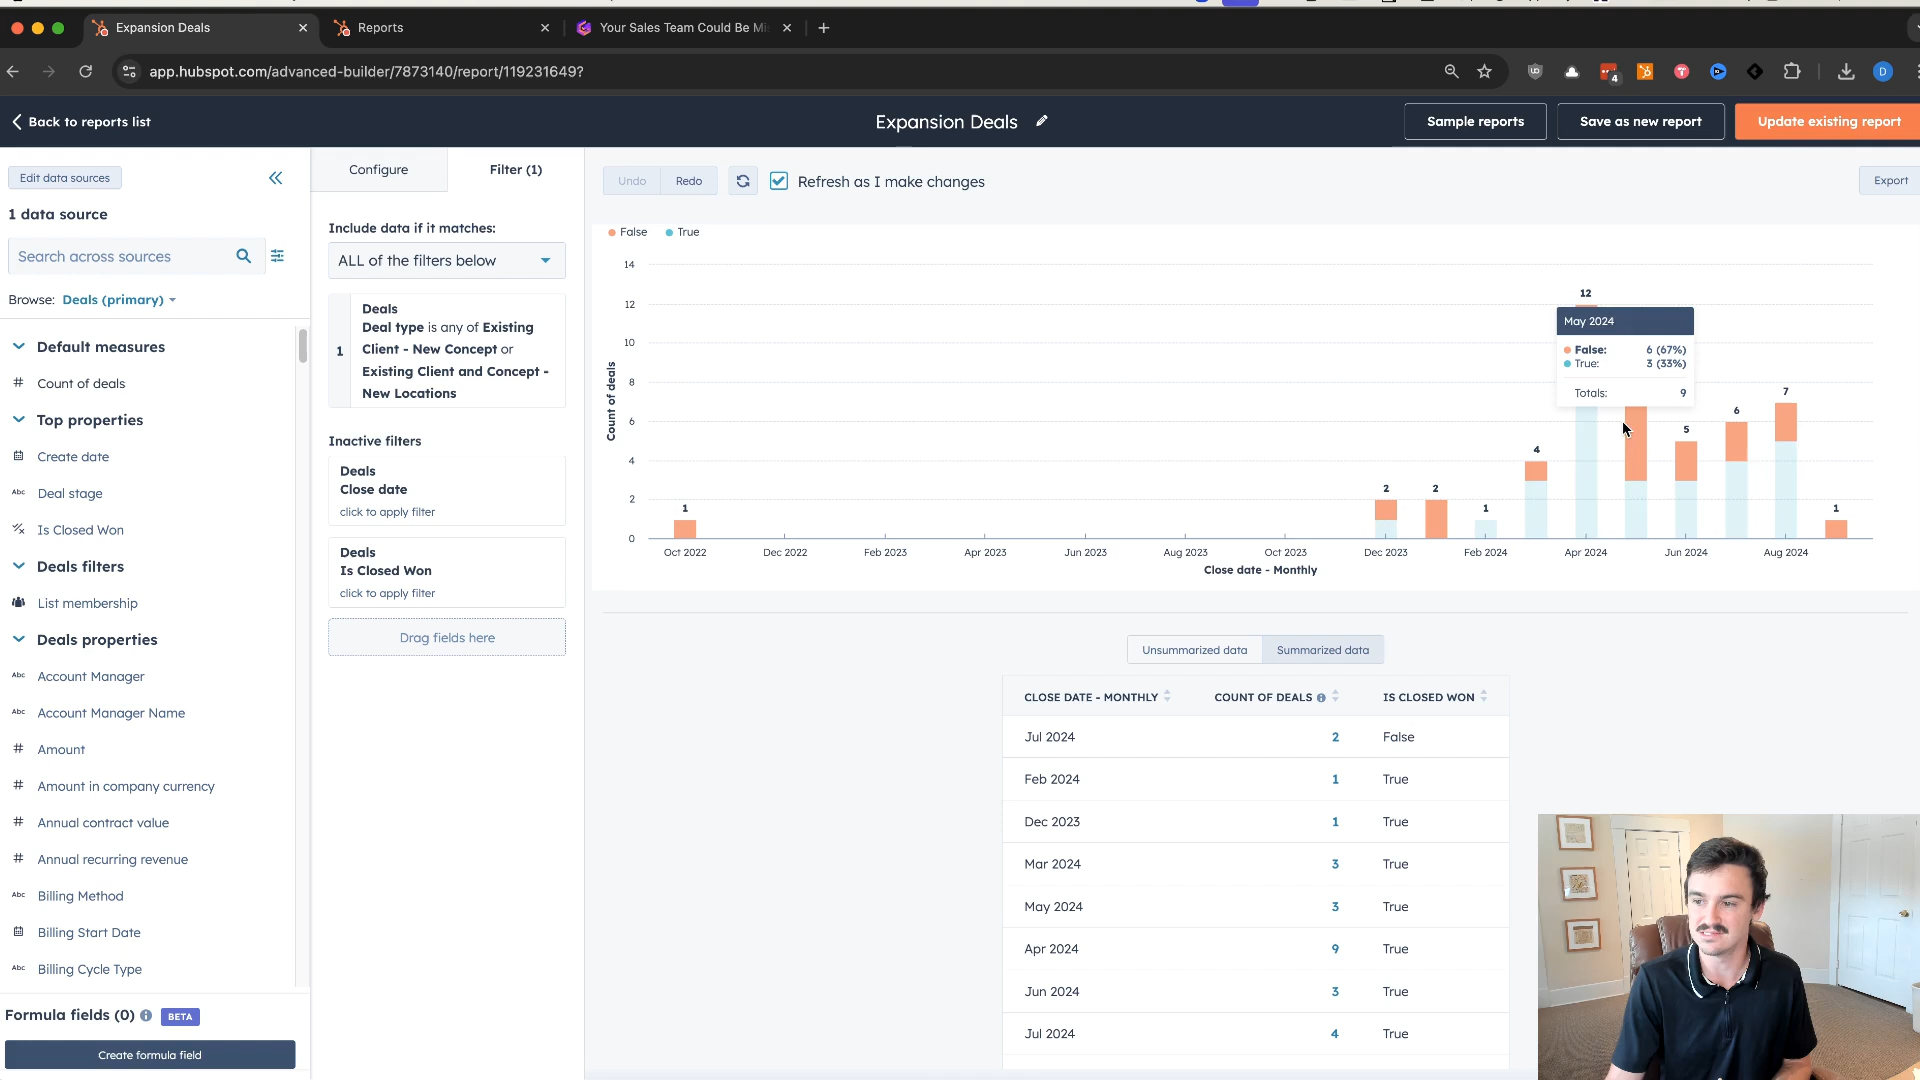 Expansion Deals
Reports
Your Sales Team Could Be Mi
app.hubspot.com/advanced-builder/7873140/report/119231649?
4
D
Back to reports list
Expansion Deals
Sample reports
Save as new report
Update existing report
Edit data sources
1 data source
Search across sources
Browse: Deals (primary)
Default measures
# Count of deals
Top properties
Create date
Abc Deal stage
Is Closed Won
Deals filters
List membership
Deals properties
Abc Account Manager
Abc Account Manager Name
# Amount
# Amount in company currency
# Annual contract value
# Annual recurring revenue
Abc Billing Method
Billing Start Date
Abc Billing Cycle Type
Formula fields (0) BETA
Create formula field
Configure
Filter (1)
Include data if it matches:
ALL of the filters below
1
Deals
Deal type is any of Existing
Client - New Concept or
Existing Client and Concept -
New Locations
Inactive filters
Deals
Close date
click to apply filter
Deals
Is Closed Won
click to apply filter
Drag fields here
Undo
Redo
Refresh as I make changes
Export
False True
14
12
10
8
6
4
2
0
Count of deals
1
2
2
1
4
12
5
6
7
1
May 2024
False: 6 (67%)
True: 3 (33%)
Totals: 9
Oct 2022 Dec 2022 Feb 2023 Apr 2023 Jun 2023 Aug 2023 Oct 2023 Dec 2023 Feb 2024 Apr 2024 Jun 2024 Aug 2024
Close date - Monthly
Unsummarized data
Summarized data
CLOSE DATE - MONTHLY COUNT OF DEALS IS CLOSED WON
Jul 2024 2 False
Feb 2024 1 True
Dec 2023 1 True
Mar 2024 3 True
May 2024 3 True
Apr 2024 9 True
Jun 2024 3 True
Jul 2024 4 True